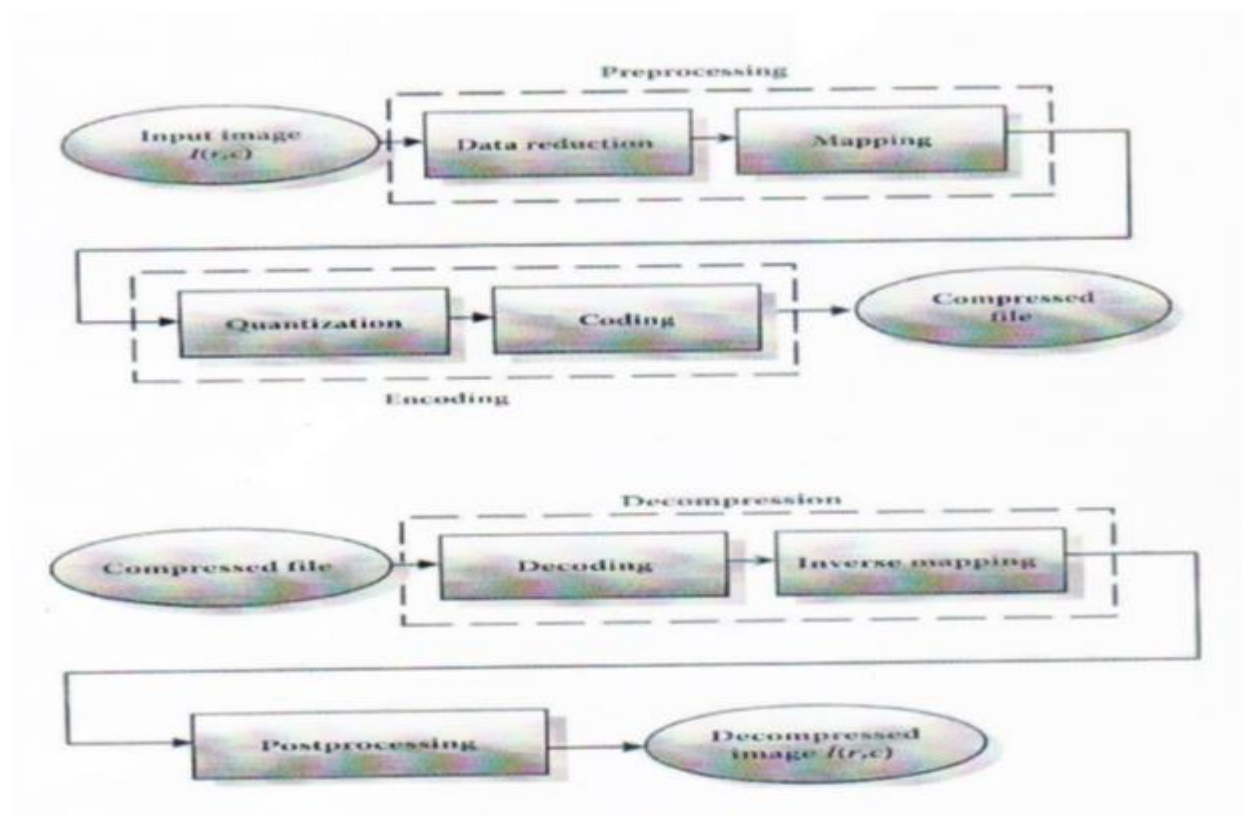 Preprocessing
Input image
I(r,c)
Data reduction
Mapping
Quantization
Coding
Compressed
file
Encoding
Decompression
Compressed file
Decoding
Inverse mapping
Postprocessing
Decompressed
image I(r,c)